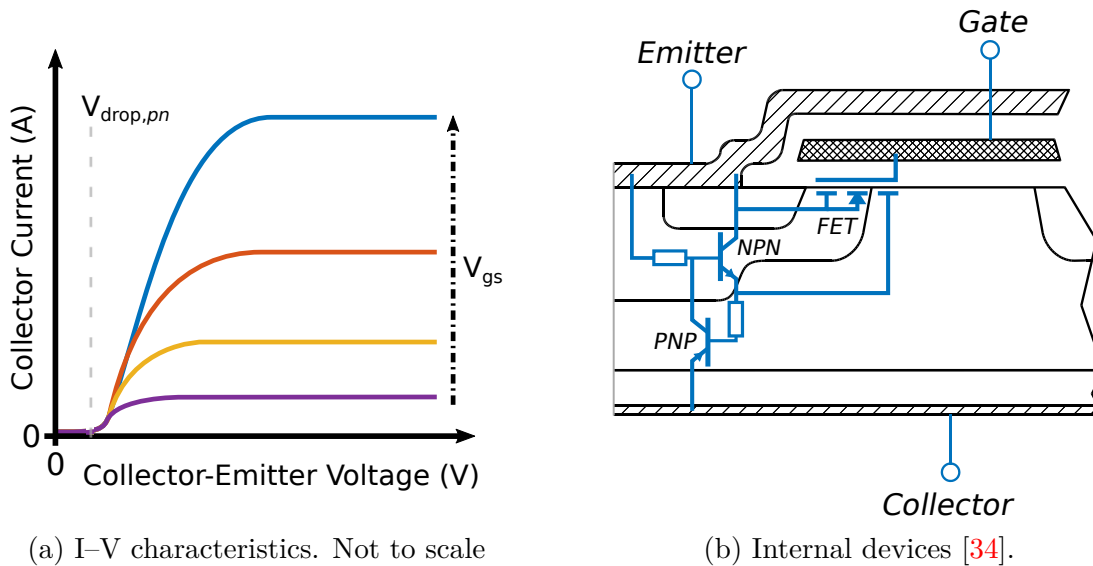 Collector Current (A)
V_drop,pn
V_gs
0
0
Collector-Emitter Voltage (V)
(a) I–V characteristics. Not to scale
Gate
Emitter
FET
NPN
PNP
Collector
(b) Internal devices [34].